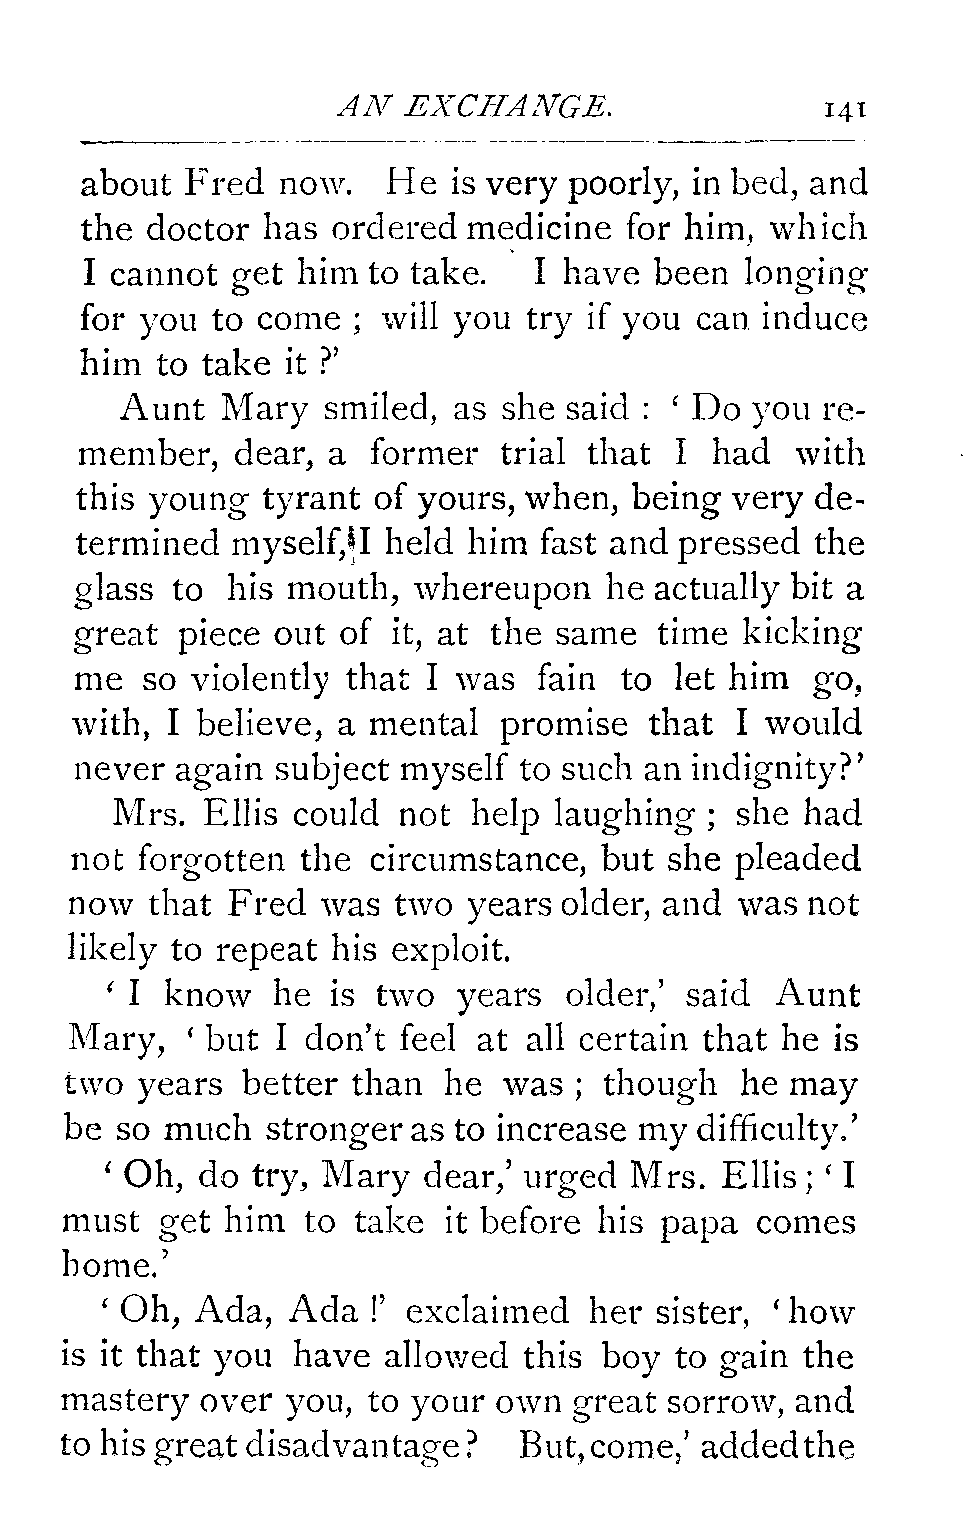 AN EXCHANGE. 141
about Fred now. He is very poorly, in bed, and
the doctor has ordered medicine for him, which
I cannot get him to take. I have been longing
for you to come ; will you try if you can induce
him to take it ?’
Aunt Mary smiled, as she said : ‘ Do you re-
member, dear, a former trial that I had with
this young tyrant of yours, when, being very de-
termined myself, I held him fast and pressed the
glass to his mouth, whereupon he actually bit a
great piece out of it, at the same time kicking
me so violently that I was fain to let him go,
with, I believe, a mental promise that I would
never again subject myself to such an indignity?’
Mrs. Ellis could not help laughing ; she had
not forgotten the circumstance, but she pleaded
now that Fred was two years older, and was not
likely to repeat his exploit.
‘ I know he is two years older,’ said Aunt
Mary, ‘ but I don’t feel at all certain that he is
two years better than he was ; though he may
be so much stronger as to increase my difficulty.’
‘ Oh, do try, Mary dear,’ urged Mrs. Ellis ; ‘ I
must get him to take it before his papa comes
home.’
‘ Oh, Ada, Ada !’ exclaimed her sister, ‘ how
is it that you have allowed this boy to gain the
mastery over you, to your own great sorrow, and
to his great disadvantage? But, come,’ added the